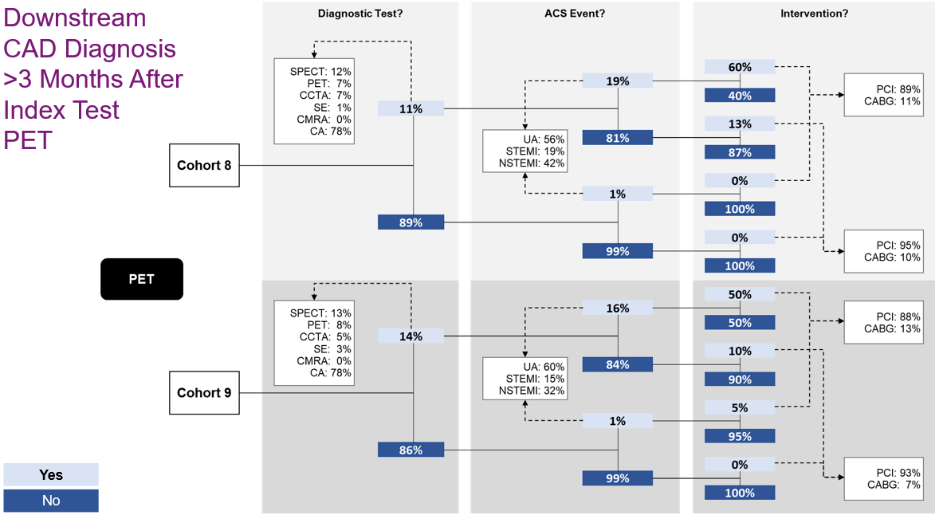 Downstream
CAD Diagnosis
>3 Months After
Index Test
PET
Diagnostic Test?
ACS Event?
Intervention?
SPECT: 12%
PET: 7%
CCTA: 7%
SE: 1%
CMRA: 0%
CA: 78%
11%
89%
Cohort 8
19%
81%
UA: 56%
STEMI: 19%
NSTEMI: 42%
1%
99%
60%
40%
13%
87%
0%
100%
0%
100%
PCI: 89%
CABG: 11%
PCI: 95%
CABG: 10%
PET
SPECT: 13%
PET: 8%
CCTA: 5%
SE: 3%
CMRA: 0%
CA: 78%
14%
86%
Cohort 9
16%
84%
UA: 60%
STEMI: 15%
NSTEMI: 32%
1%
99%
50%
50%
10%
90%
5%
95%
0%
100%
PCI: 88%
CABG: 13%
PCI: 93%
CABG: 7%
Yes
No